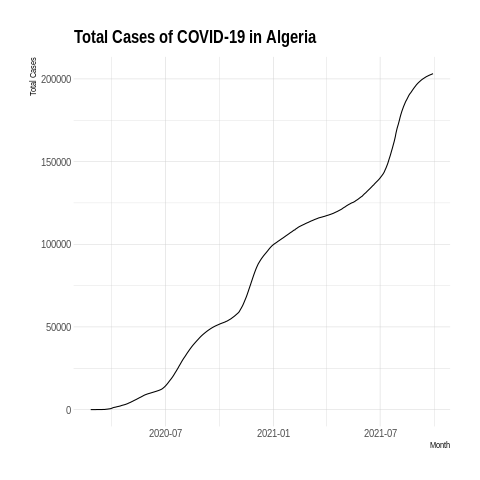 Total Cases of COVID-19 in Algeria
Total Cases
200000
150000
100000
50000
0
2020-07 2021-01 2021-07
Month